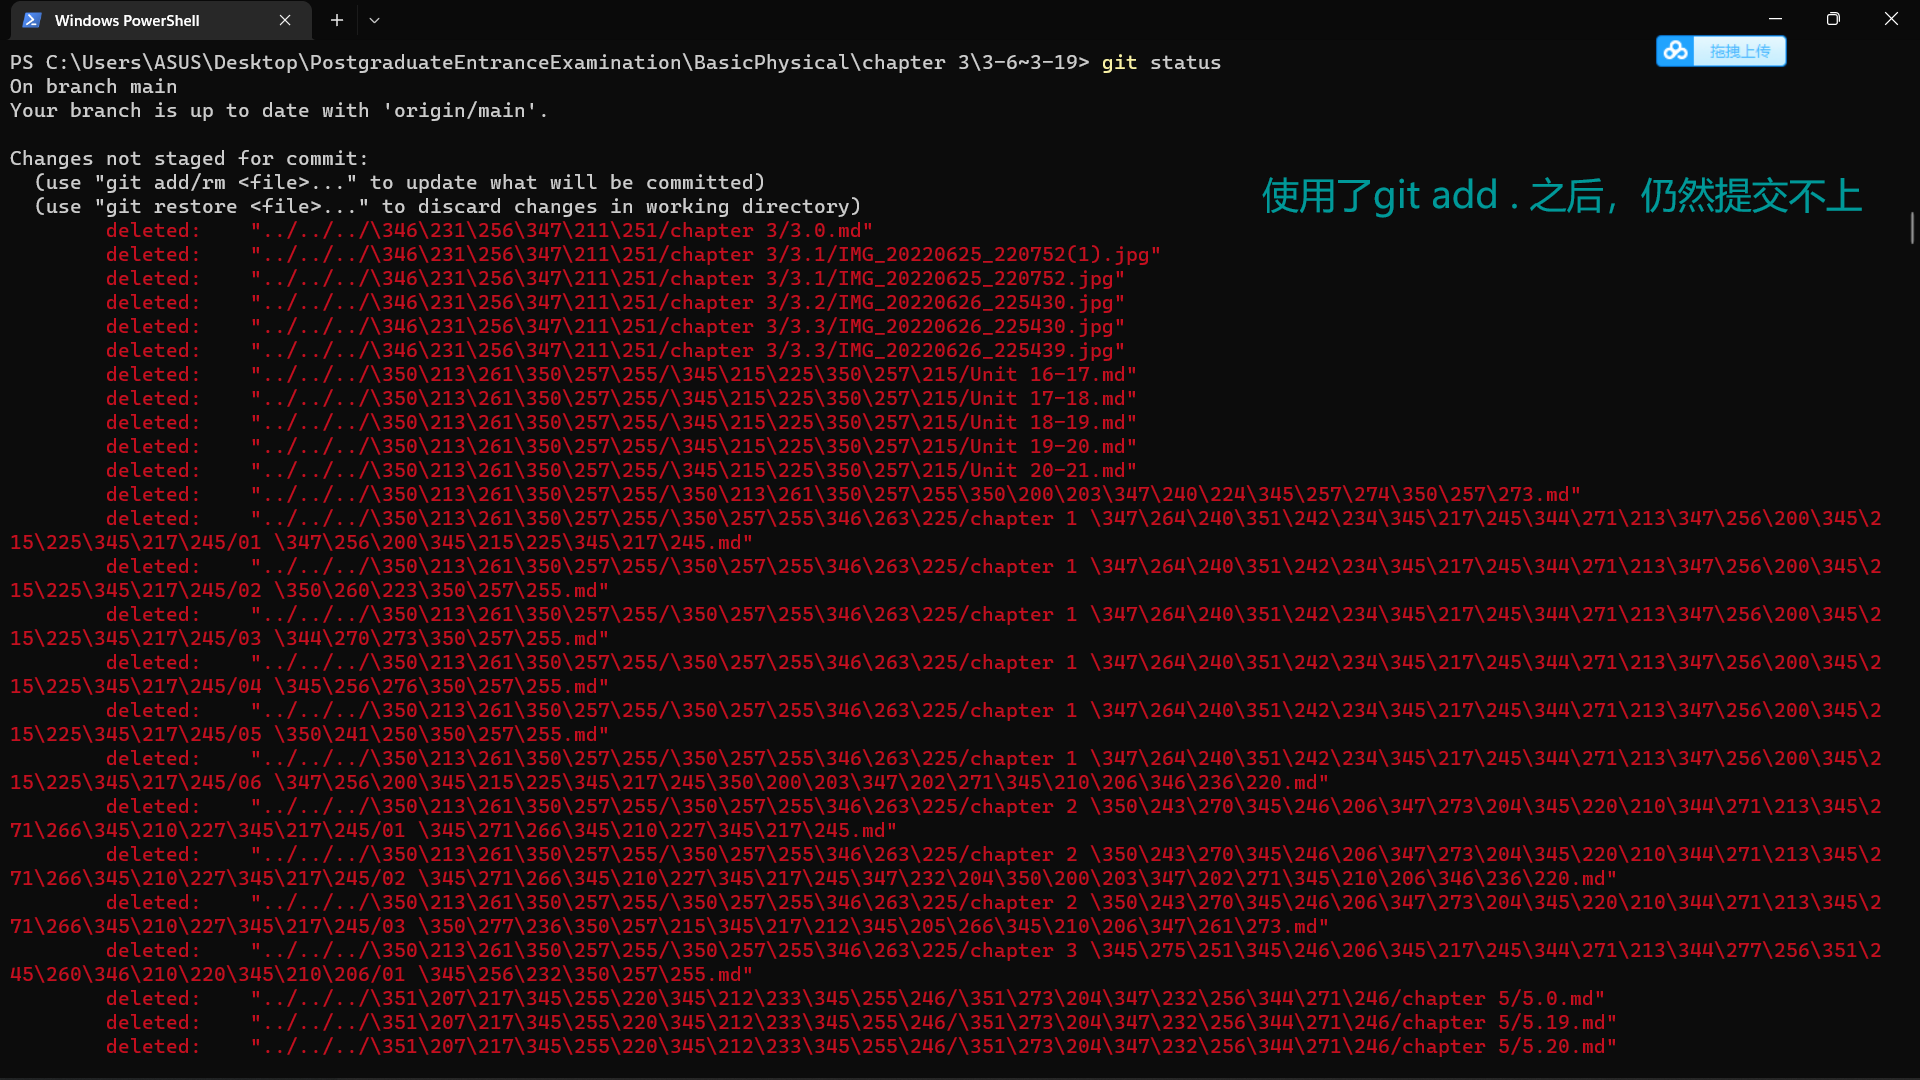 Windows PowerShell
拖拽上传
PS C:\Users\ASUS\Desktop\PostgraduateEntranceExamination\BasicPhysical\chapter 3\3-6~3-19> git status
On branch main
Your branch is up to date with 'origin/main'.
Changes not staged for commit:
(use "git add/rm <file>..." to update what will be committed)
(use "git restore <file>..." to discard changes in working directory)
使用了git add . 之后，仍然提交不上
deleted: "../../../\346\231\256\347\211\251/chapter 3/3.0.md"
deleted: "../../../\346\231\256\347\211\251/chapter 3/3.1/IMG_20220625_220752(1).jpg"
deleted: "../../../\346\231\256\347\211\251/chapter 3/3.1/IMG_20220625_220752.jpg"
deleted: "../../../\346\231\256\347\211\251/chapter 3/3.2/IMG_20220626_225430.jpg"
deleted: "../../../\346\231\256\347\211\251/chapter 3/3.3/IMG_20220626_225430.jpg"
deleted: "../../../\346\231\256\347\211\251/chapter 3/3.3/IMG_20220626_225439.jpg"
deleted: "../../../\350\213\261\350\257\255/\345\215\225\350\257\215/Unit 16-17.md"
deleted: "../../../\350\213\261\350\257\255/\345\215\225\350\257\215/Unit 17-18.md"
deleted: "../../../\350\213\261\350\257\255/\345\215\225\350\257\215/Unit 18-19.md"
deleted: "../../../\350\213\261\350\257\255/\345\215\225\350\257\215/Unit 19-20.md"
deleted: "../../../\350\213\261\350\257\255/\345\215\225\350\257\215/Unit 20-21.md"
deleted: "../../../\350\213\261\350\257\255/\350\213\261\350\257\255\350\200\203\347\240\224\345\257\274\350\257\273.md"
deleted: "../../../\350\213\261\350\257\255/\350\257\255\346\263\225/chapter 1 \347\264\240\351\242\234\345\217\245\344\271\213\347\256\200\345\2
15\225\345\217\245/01 \347\256\200\345\215\225\345\217\245.md"
deleted: "../../../\350\213\261\350\257\255/\350\257\255\346\263\225/chapter 1 \347\264\240\351\242\234\345\217\245\344\271\213\347\256\200\345\2
15\225\345\217\245/02 \350\260\223\350\257\255.md"
deleted: "../../../\350\213\261\350\257\255/\350\257\255\346\263\225/chapter 1 \347\264\240\351\242\234\345\217\245\344\271\213\347\256\200\345\2
15\225\345\217\245/03 \344\270\273\350\257\255.md"
deleted: "../../../\350\213\261\350\257\255/\350\257\255\346\263\225/chapter 1 \347\264\240\351\242\234\345\217\245\344\271\213\347\256\200\345\2
15\225\345\217\245/04 \345\256\276\350\257\255.md"
deleted: "../../../\350\213\261\350\257\255/\350\257\255\346\263\225/chapter 1 \347\264\240\351\242\234\345\217\245\344\271\213\347\256\200\345\2
15\225\345\217\245/05 \350\241\250\350\257\255.md"
deleted: "../../../\350\213\261\350\257\255/\350\257\255\346\263\225/chapter 1 \347\264\240\351\242\234\345\217\245\344\271\213\347\256\200\345\2
15\225\345\217\245/06 \347\256\200\345\215\225\345\217\245\350\200\203\347\202\271\345\210\206\346\236\220.md"
deleted: "../../../\350\213\261\350\257\255/\350\257\255\346\263\225/chapter 2 \350\243\270\345\246\206\347\273\204\345\220\210\344\271\213\345\2
71\266\345\210\227\345\217\245/01 \345\271\266\345\210\227\345\217\245.md"
deleted: "../../../\350\213\261\350\257\255/\350\257\255\346\263\225/chapter 2 \350\243\270\345\246\206\347\273\204\345\220\210\344\271\213\345\2
71\266\345\210\227\345\217\245/02 \345\271\266\345\210\227\345\217\245\347\232\204\350\200\203\347\202\271\345\210\206\346\236\220.md"
deleted: "../../../\350\213\261\350\257\255/\350\257\255\346\263\225/chapter 2 \350\243\270\345\246\206\347\273\204\345\220\210\344\271\213\345\2
71\266\345\210\227\345\217\245/03 \350\277\236\350\257\215\345\217\212\345\205\266\345\210\206\347\261\273.md"
deleted: "../../../\350\213\261\350\257\255/\350\257\255\346\263\225/chapter 3 \345\275\251\345\246\206\345\217\245\344\271\213\344\277\256\351\2
45\260\346\210\220\345\210\206/01 \345\256\232\350\257\255.md"
deleted: "../../../\351\207\217\345\255\220\345\212\233\345\255\246/\351\273\204\347\232\256\344\271\246/chapter 5/5.0.md"
deleted: "../../../\351\207\217\345\255\220\345\212\233\345\255\246/\351\273\204\347\232\256\344\271\246/chapter 5/5.19.md"
deleted: "../../../\351\207\217\345\255\220\345\212\233\345\255\246/\351\273\204\347\232\256\344\271\246/chapter 5/5.20.md"